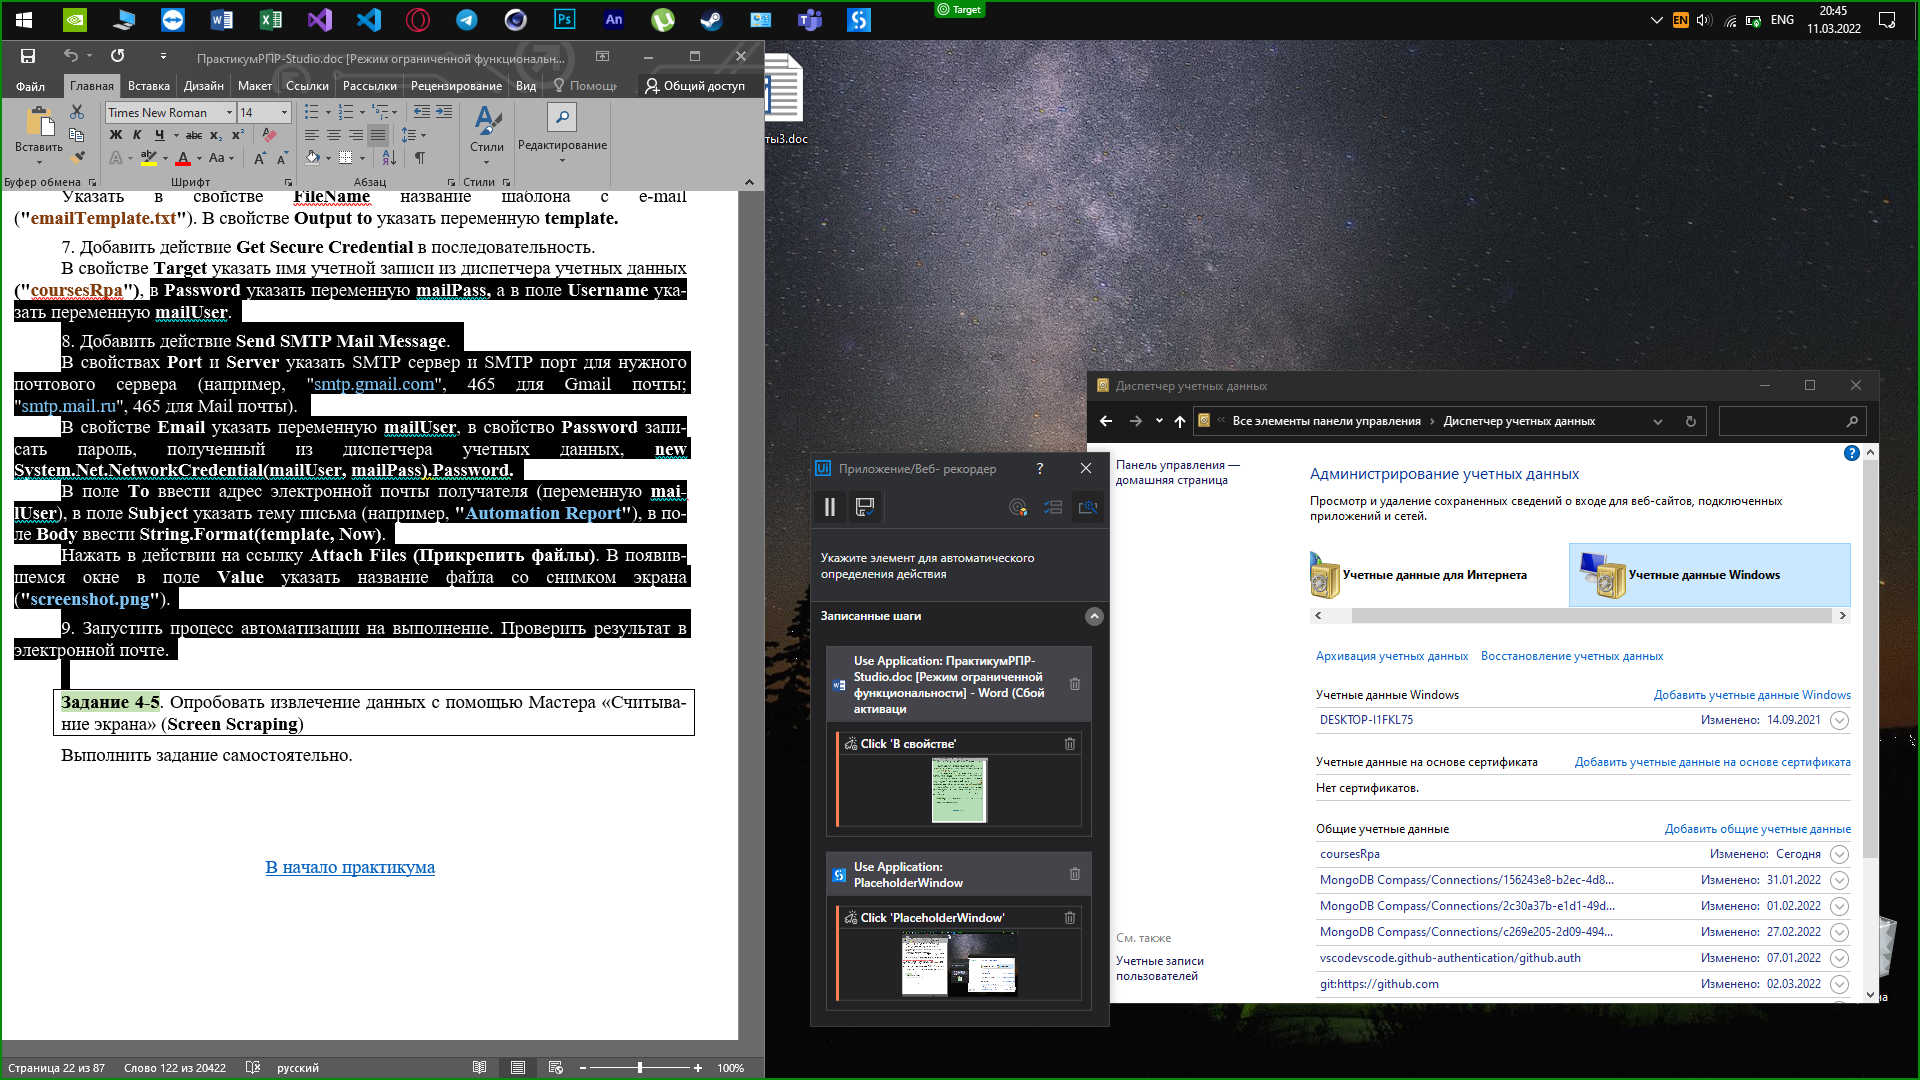 Target
EN
ENG
20:45
11.03.2022
ПрактикумРПР-Studio.doc [Режим ограниченной функциональн...
Файл
Главная
Вставка
Дизайн
Макет
Ссылки
Рассылки
Рецензирование
Вид
Помощь
Общий доступ
Times New Roman
14
Вставить
Стили
Редактирование
Буфер обмена
Шрифт
Абзац
Стили
Указать в свойстве FileName название шаблона с e-mail
("emailTemplate.txt"). В свойстве Output to указать переменную template.
7. Добавить действие Get Secure Credential в последовательность.
В свойстве Target указать имя учетной записи из диспетчера учетных данных
("coursesRpa"), в Password указать переменную mailPass, а в поле Username ука-
зать переменную mailUser.
8. Добавить действие Send SMTP Mail Message.
В свойствах Port и Server указать SMTP сервер и SMTP порт для нужного
почтового сервера (например, "smtp.gmail.com", 465 для Gmail почты;
"smtp.mail.ru", 465 для Mail почты).
В свойстве Email указать переменную mailUser, в свойство Password запи-
сать пароль, полученный из диспетчера учетных данных, new
System.Net.NetworkCredential(mailUser, mailPass).Password.
В поле To ввести адрес электронной почты получателя (переменную mai-
lUser), в поле Subject указать тему письма (например, "Automation Report"), в по-
ле Body ввести String.Format(template, Now).
Нажать в действии на ссылку Attach Files (Прикрепить файлы). В появив-
шемся окне в поле Value указать название файла со снимком экрана
("screenshot.png").
9. Запустить процесс автоматизации на выполнение. Проверить результат в
электронной почте.
Задание 4-5. Опробовать извлечение данных с помощью Мастера «Считыва-
ние экрана» (Screen Scraping)
Выполнить задание самостоятельно.
В начало практикума
Страница 22 из 87
Слово 122 из 20422
русский
100%
ты3.doc
Приложение/Веб- рекордер
Укажите элемент для автоматического
определения действия
Записанные шаги
Use Application: ПрактикумРПР-
Studio.doc [Режим ограниченной
функциональности] - Word (Сбой
активаци
Click 'В свойстве'
Use Application:
PlaceholderWindow
Click 'PlaceholderWindow'
Диспетчер учетных данных
Все элементы панели управления
Диспетчер учетных данных
Панель управления —
домашняя страница
Администрирование учетных данных
Просмотр и удаление сохраненных сведений о входе для веб-сайтов, подключенных
приложений и сетей.
Учетные данные для Интернета
Учетные данные Windows
Архивация учетных данных
Восстановление учетных данных
Учетные данные Windows
Добавить учетные данные Windows
DESKTOP-I1FKL75
Изменено: 14.09.2021
Учетные данные на основе сертификата
Добавить учетные данные на основе сертификата
Нет сертификатов.
Общие учетные данные
Добавить общие учетные данные
coursesRpa
Изменено: Сегодня
MongoDB Compass/Connections/156243e8-b2ec-4d8...
Изменено: 31.01.2022
MongoDB Compass/Connections/2c30a37b-e1d1-49d...
Изменено: 01.02.2022
MongoDB Compass/Connections/c269e205-2d09-494...
Изменено: 27.02.2022
vscodevscode.github-authentication/github.auth
Изменено: 07.01.2022
git:https://github.com
Изменено: 02.03.2022
См. также
Учетные записи
пользователей